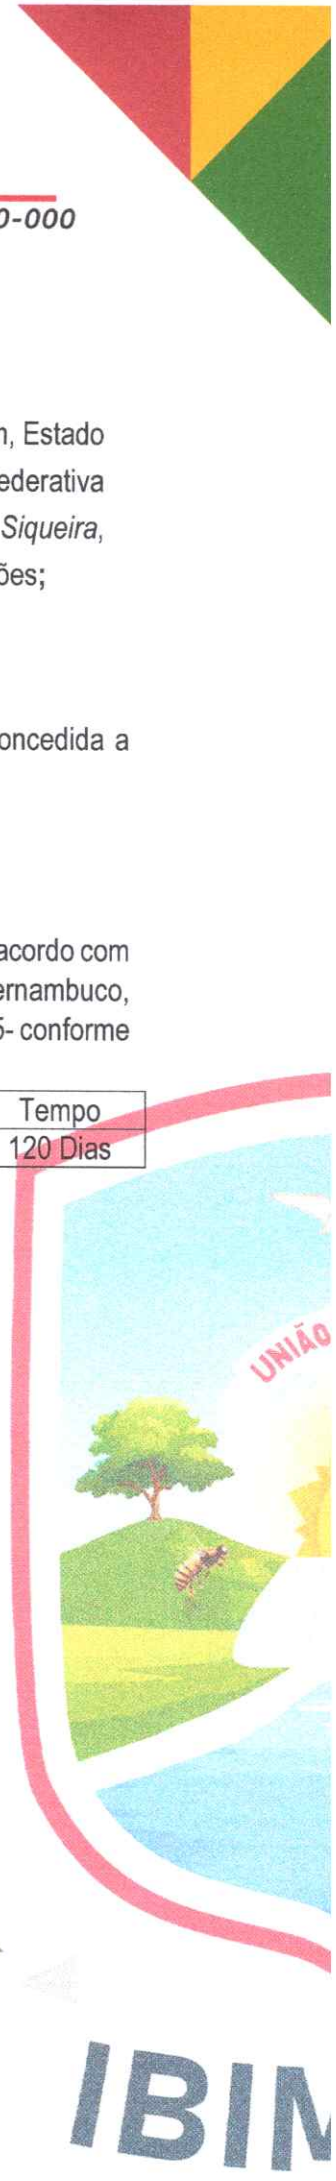 0-000
n, Estado
ederativa
Siqueira,
ões;
oncedida a
acordo com
ernambuco,
5- conforme
Tempo
120 Dias
UNIÃO
IBIM